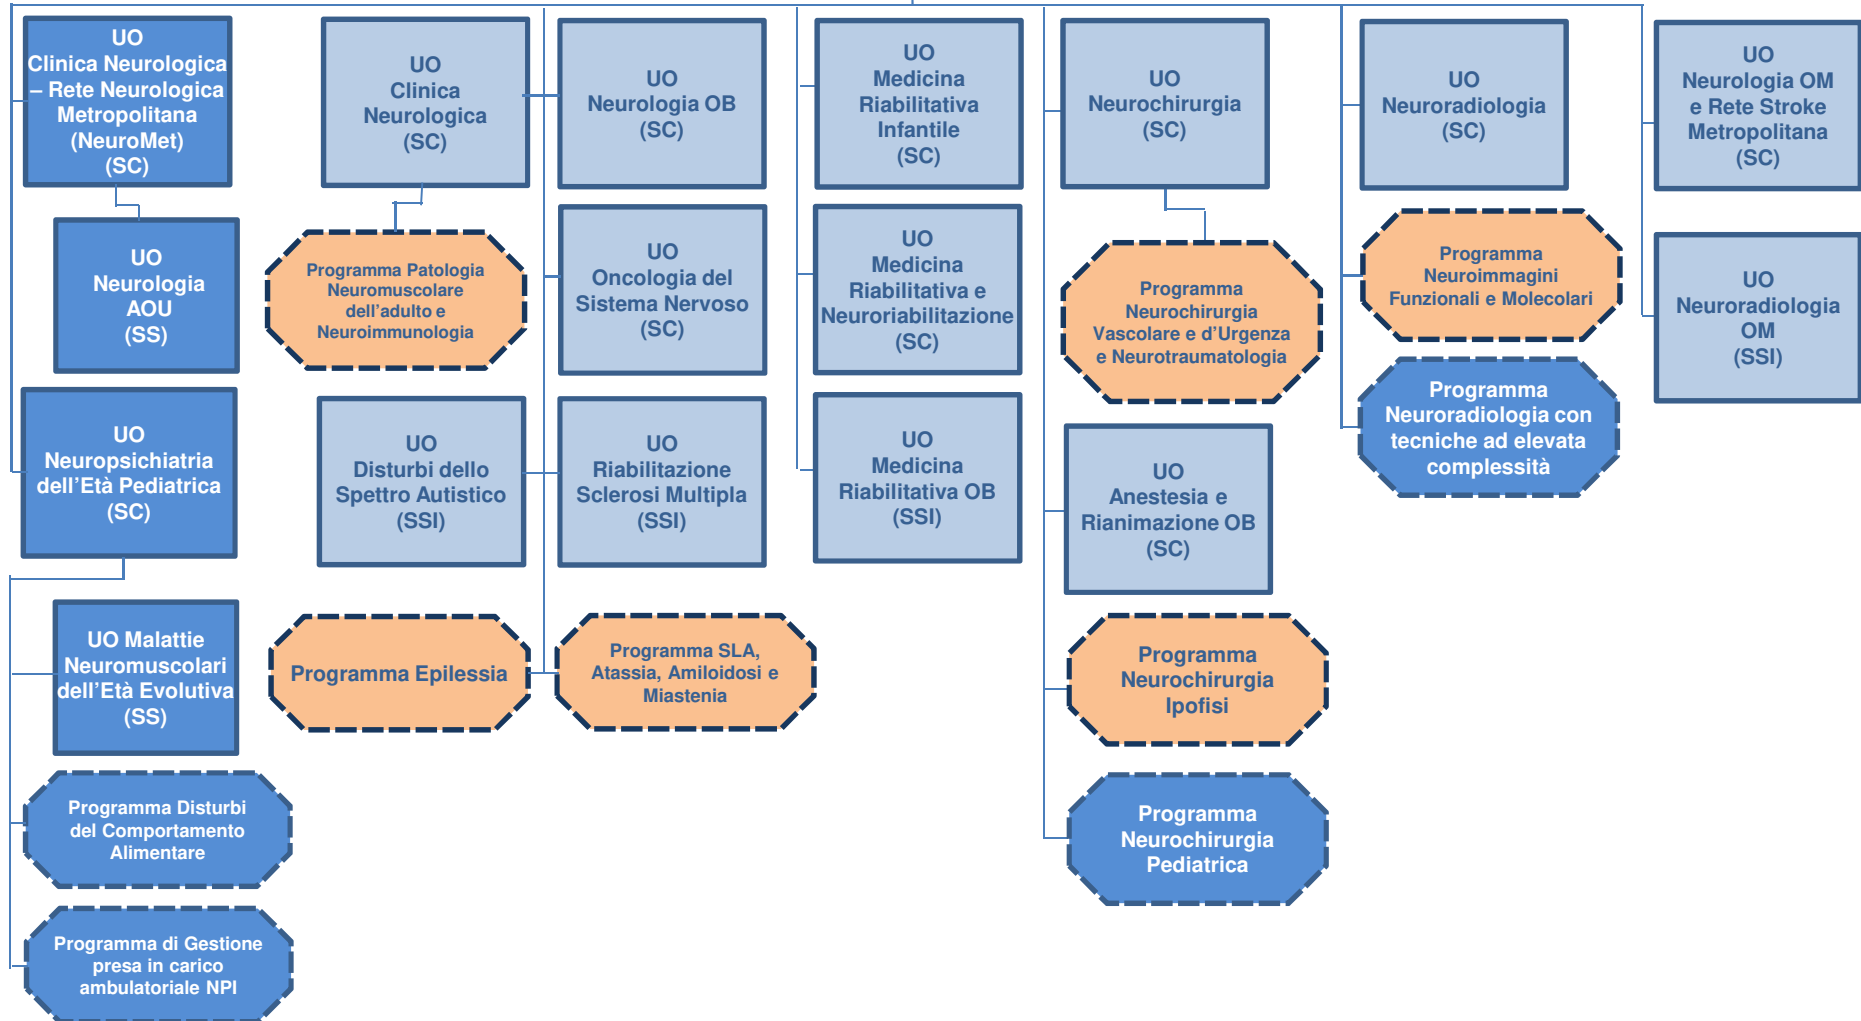 UO
Clinica Neurologica
– Rete Neurologica
Metropolitana
(NeuroMet)
(SC)
UO
Neurologia
AOU
(SS)
UO
Neuropsichiatria
dell’Età Pediatrica
(SC)
UO Malattie
Neuromuscolari
dell’Età Evolutiva
(SS)
Programma Disturbi
del Comportamento
Alimentare
Programma di Gestione
presa in carico
ambulatoriale NPI
UO
Clinica
Neurologica
(SC)
Programma Patologia
Neuromuscolare
dell’adulto e
Neuroimmunologia
UO
Disturbi dello
Spettro Autistico
(SSI)
Programma Epilessia
UO
Neurologia OB
(SC)
UO
Oncologia del
Sistema Nervoso
(SC)
UO
Riabilitazione
Sclerosi Multipla
(SSI)
Programma SLA,
Atassia, Amiloidosi e
Miastenia
UO
Medicina
Riabilitativa
Infantile
(SC)
UO
Medicina
Riabilitativa e
Neuroriabilitazione
(SC)
UO
Medicina
Riabilitativa OB
(SSI)
UO
Neurochirurgia
(SC)
Programma
Neurochirurgia
Vascolare e d’Urgenza
e Neurotraumatologia
UO
Anestesia e
Rianimazione OB
(SC)
Programma
Neurochirurgia
Ipofisi
Programma
Neurochirurgia
Pediatrica
UO
Neuroradiologia
(SC)
Programma
Neuroimmagini
Funzionali e Molecolari
Programma
Neuroradiologia con
tecniche ad elevata
complessità
UO
Neurologia OM
e Rete Stroke
Metropolitana
(SC)
UO
Neuroradiologia
OM
(SSI)